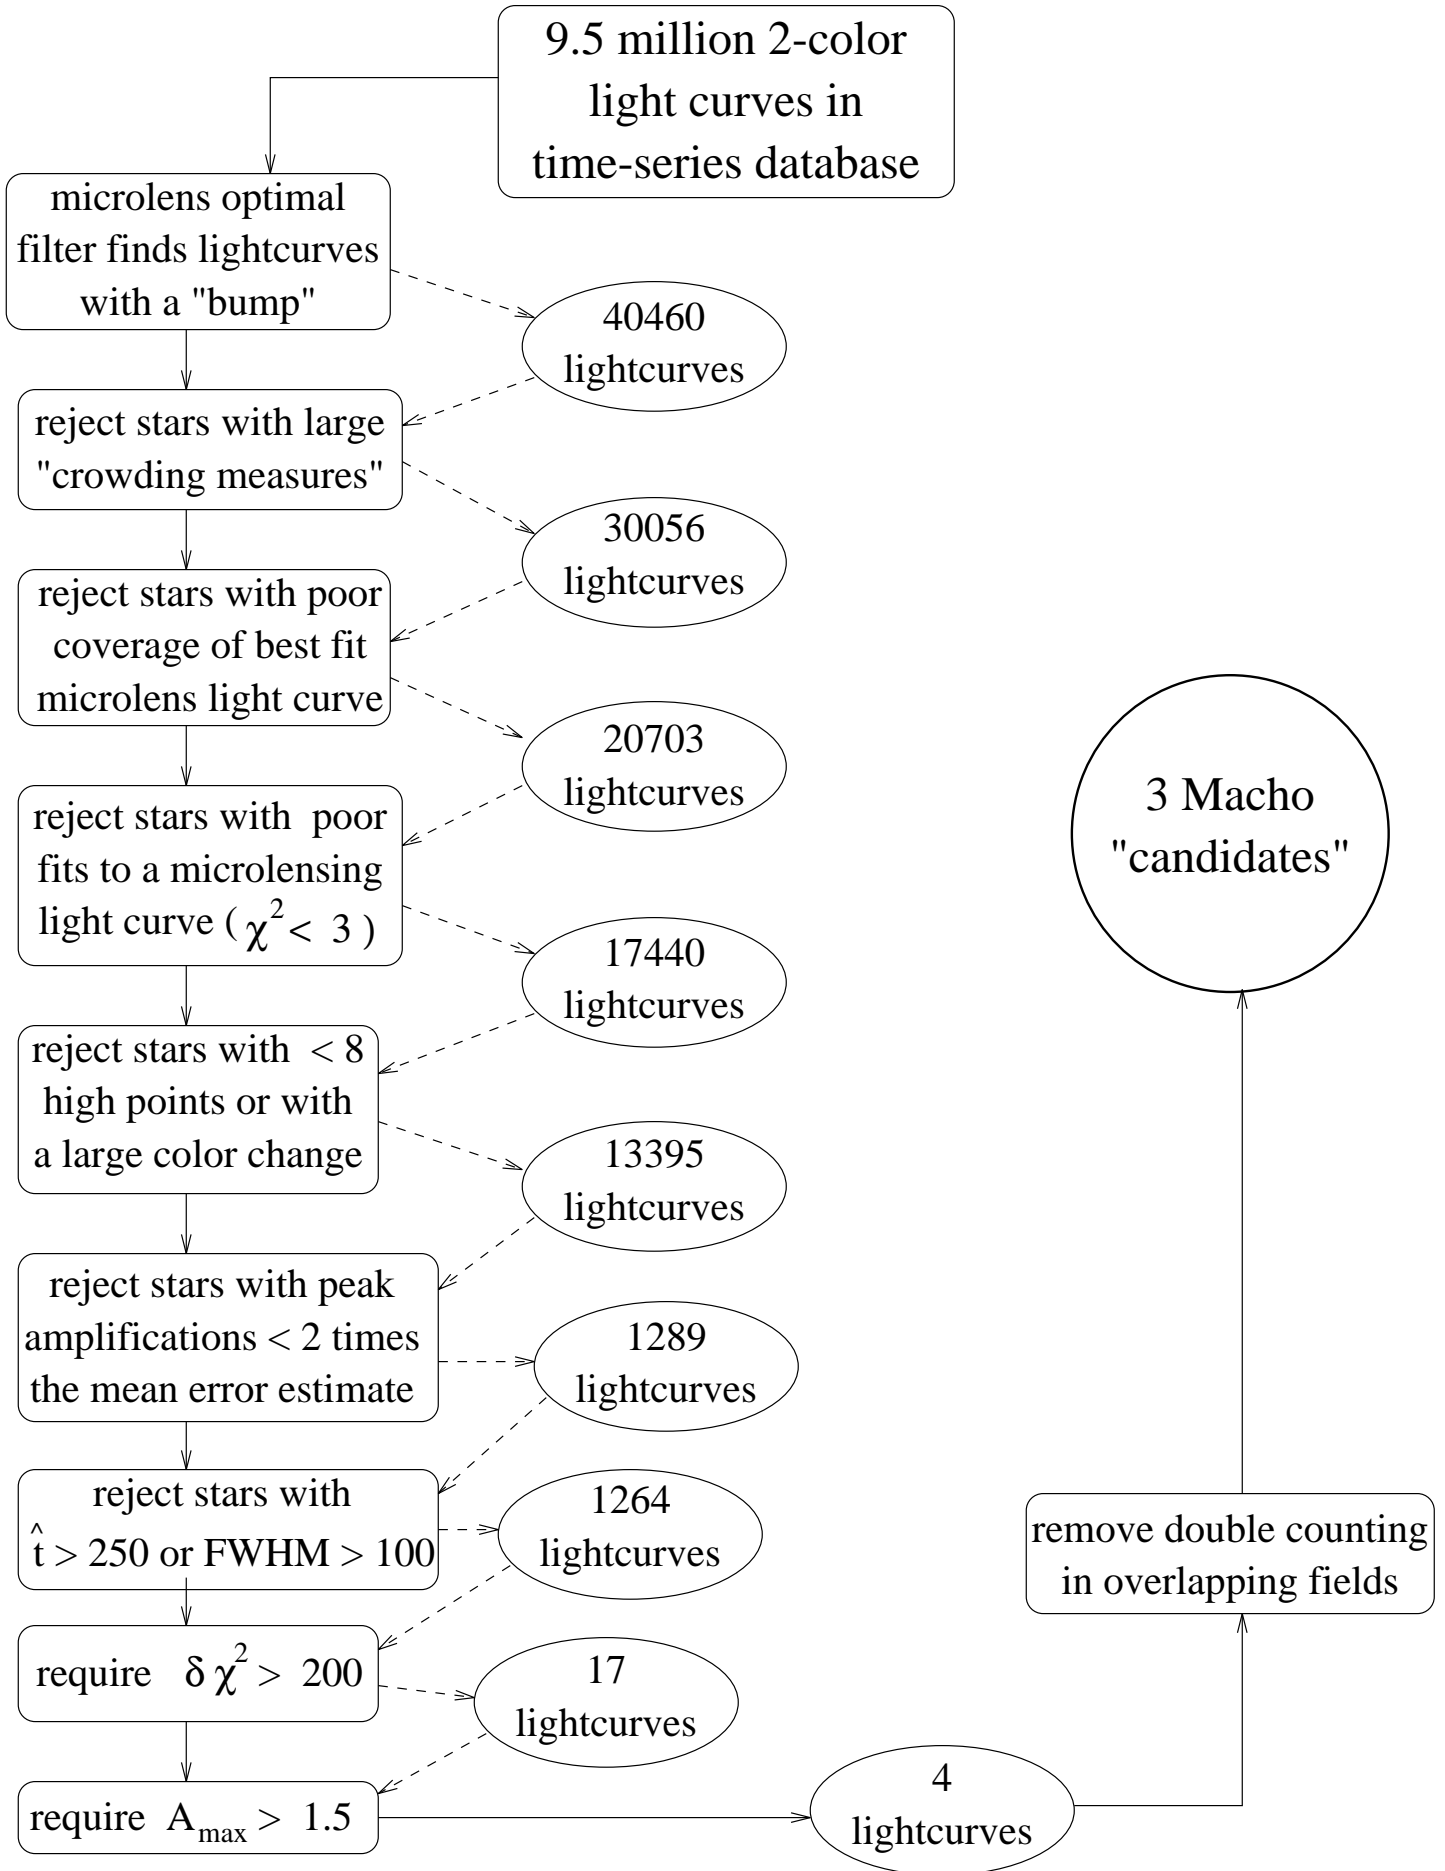 9.5 million 2-color
light curves in
time-series database
microlens optimal
filter finds lightcurves
with a "bump"
40460
lightcurves
reject stars with large
"crowding measures"
30056
lightcurves
reject stars with poor
coverage of best fit
microlens light curve
20703
lightcurves
reject stars with poor
fits to a microlensing
light curve ( χ² < 3 )
17440
lightcurves
reject stars with < 8
high points or with
a large color change
13395
lightcurves
reject stars with peak
amplifications < 2 times
the mean error estimate
1289
lightcurves
reject stars with
t̂ > 250 or FWHM > 100
1264
lightcurves
require δ χ² > 200
17
lightcurves
require A_max > 1.5
4
lightcurves
remove double counting
in overlapping fields
3 Macho
"candidates"